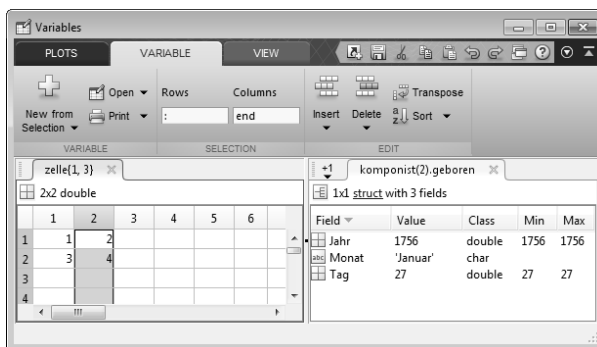 Variables
PLOTS VARIABLE VIEW
New from Selection
Open
Print
Rows
:
Columns
end
Insert
Delete
Transpose
Sort
VARIABLE SELECTION EDIT
zelle{1, 3}
2x2 double
1 2 3 4 5 6
1 1 2
2 3 4
3
4
+1
komponist(2).geboren
1x1 struct with 3 fields
Field Value Class Min Max
Jahr 1756 double 1756 1756
abc Monat 'Januar' char
Tag 27 double 27 27